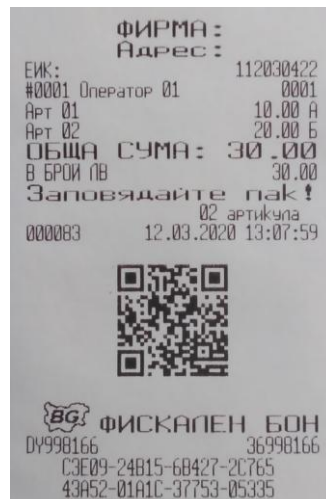 ФИРМА:
Адрес:
ЕИК: 112030422
#0001 Оператор 01 0001
Арт 01 10.00 А
Арт 02 20.00 Б
ОБЩА СУМА: 30.00
В БРОЙ ЛВ 30.00
Заповядайте пак!
02 артикула
000083 12.03.2020 13:07:59
BG ФИСКАЛЕН БОН
DY998166 36998166
C3E09-24B15-6B427-2C765
43A52-01A1C-37753-05335